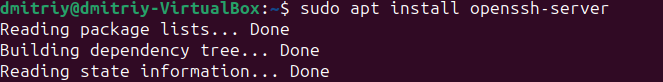 dmitriy@dmitriy-VirtualBox:~$ sudo apt install openssh-server
Reading package lists... Done
Building dependency tree... Done
Reading state information... Done